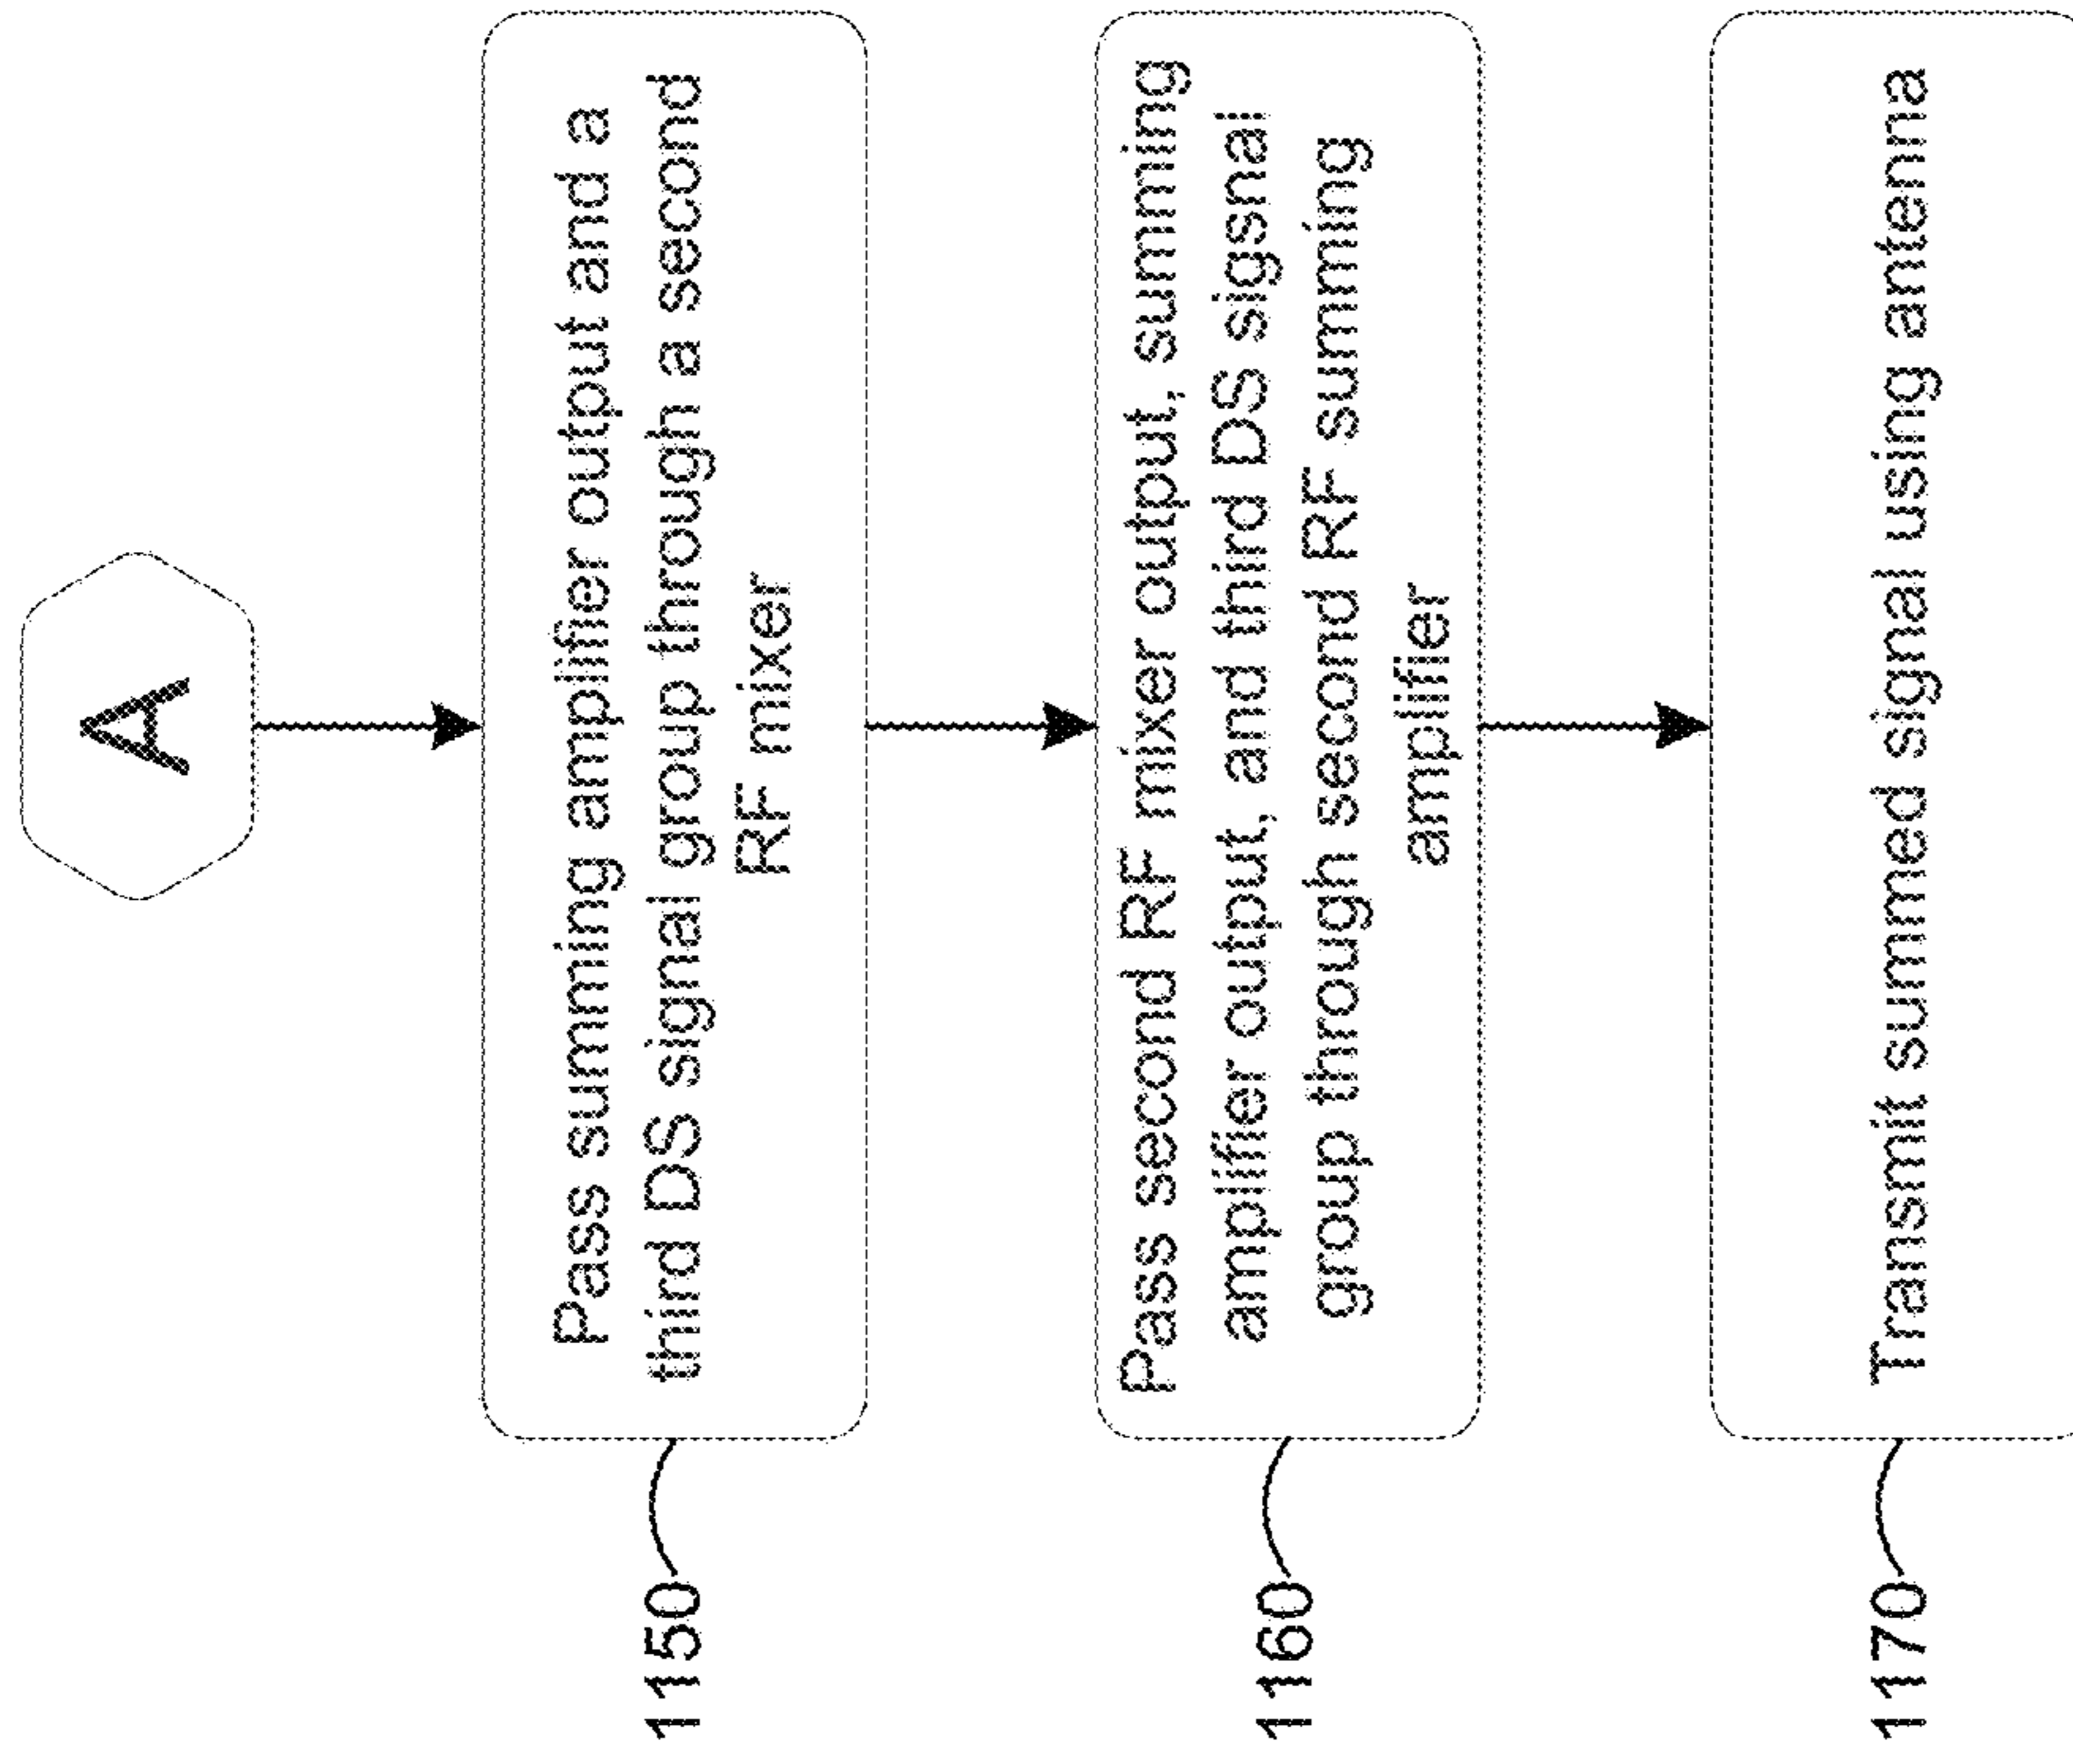 A
Pass summing amplifier output and a
third DS signal group through a second
RF mixer
1150
Pass second RF mixer output, summing
amplifier output, and third DS sigsnal
group through second RF summing
amplifier
1160
Transmit summed signal using antenna
1170